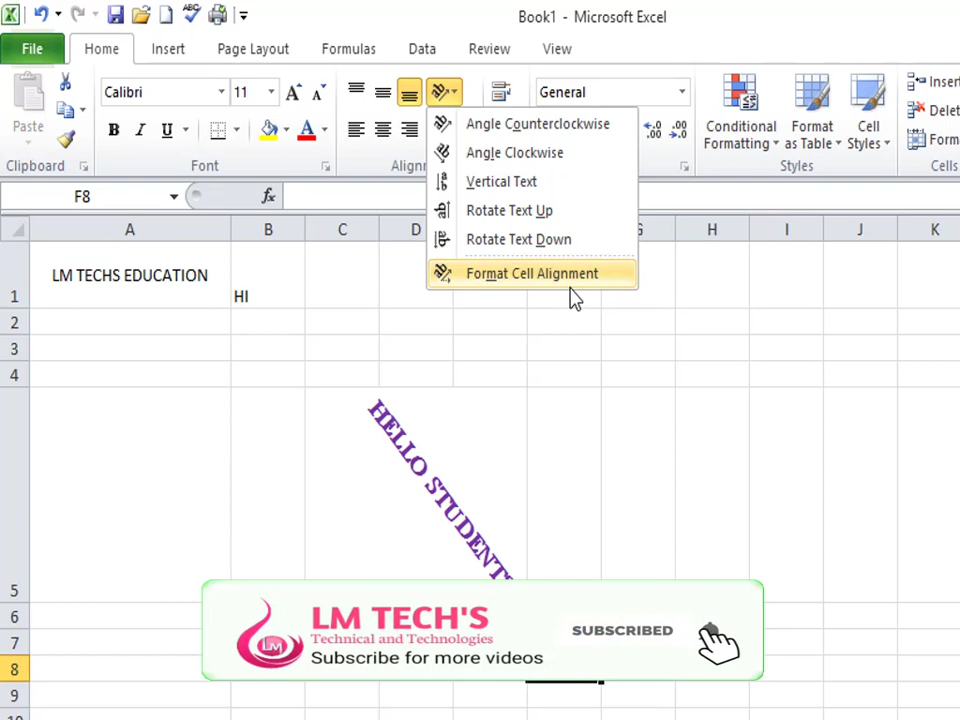 Book1 - Microsoft Excel
File Home Insert Page Layout Formulas Data Review View
Paste
Calibri 11
General
B I U A
.00
Conditional Formatting
Format as Table
Cell Styles
Insert
Clipboard Font Styles Cells
Angle Counterclockwise
Angle Clockwise
Vertical Text
Rotate Text Up
Rotate Text Down
Format Cell Alignment
F8 fx
A B C D H I J K
1 LM TECHS EDUCATION HI
2
3
4
5
HELLO STUDENT
6
7
8
9
LM TECH'S
Technical and Technologies
Subscribe for more videos
SUBSCRIBED